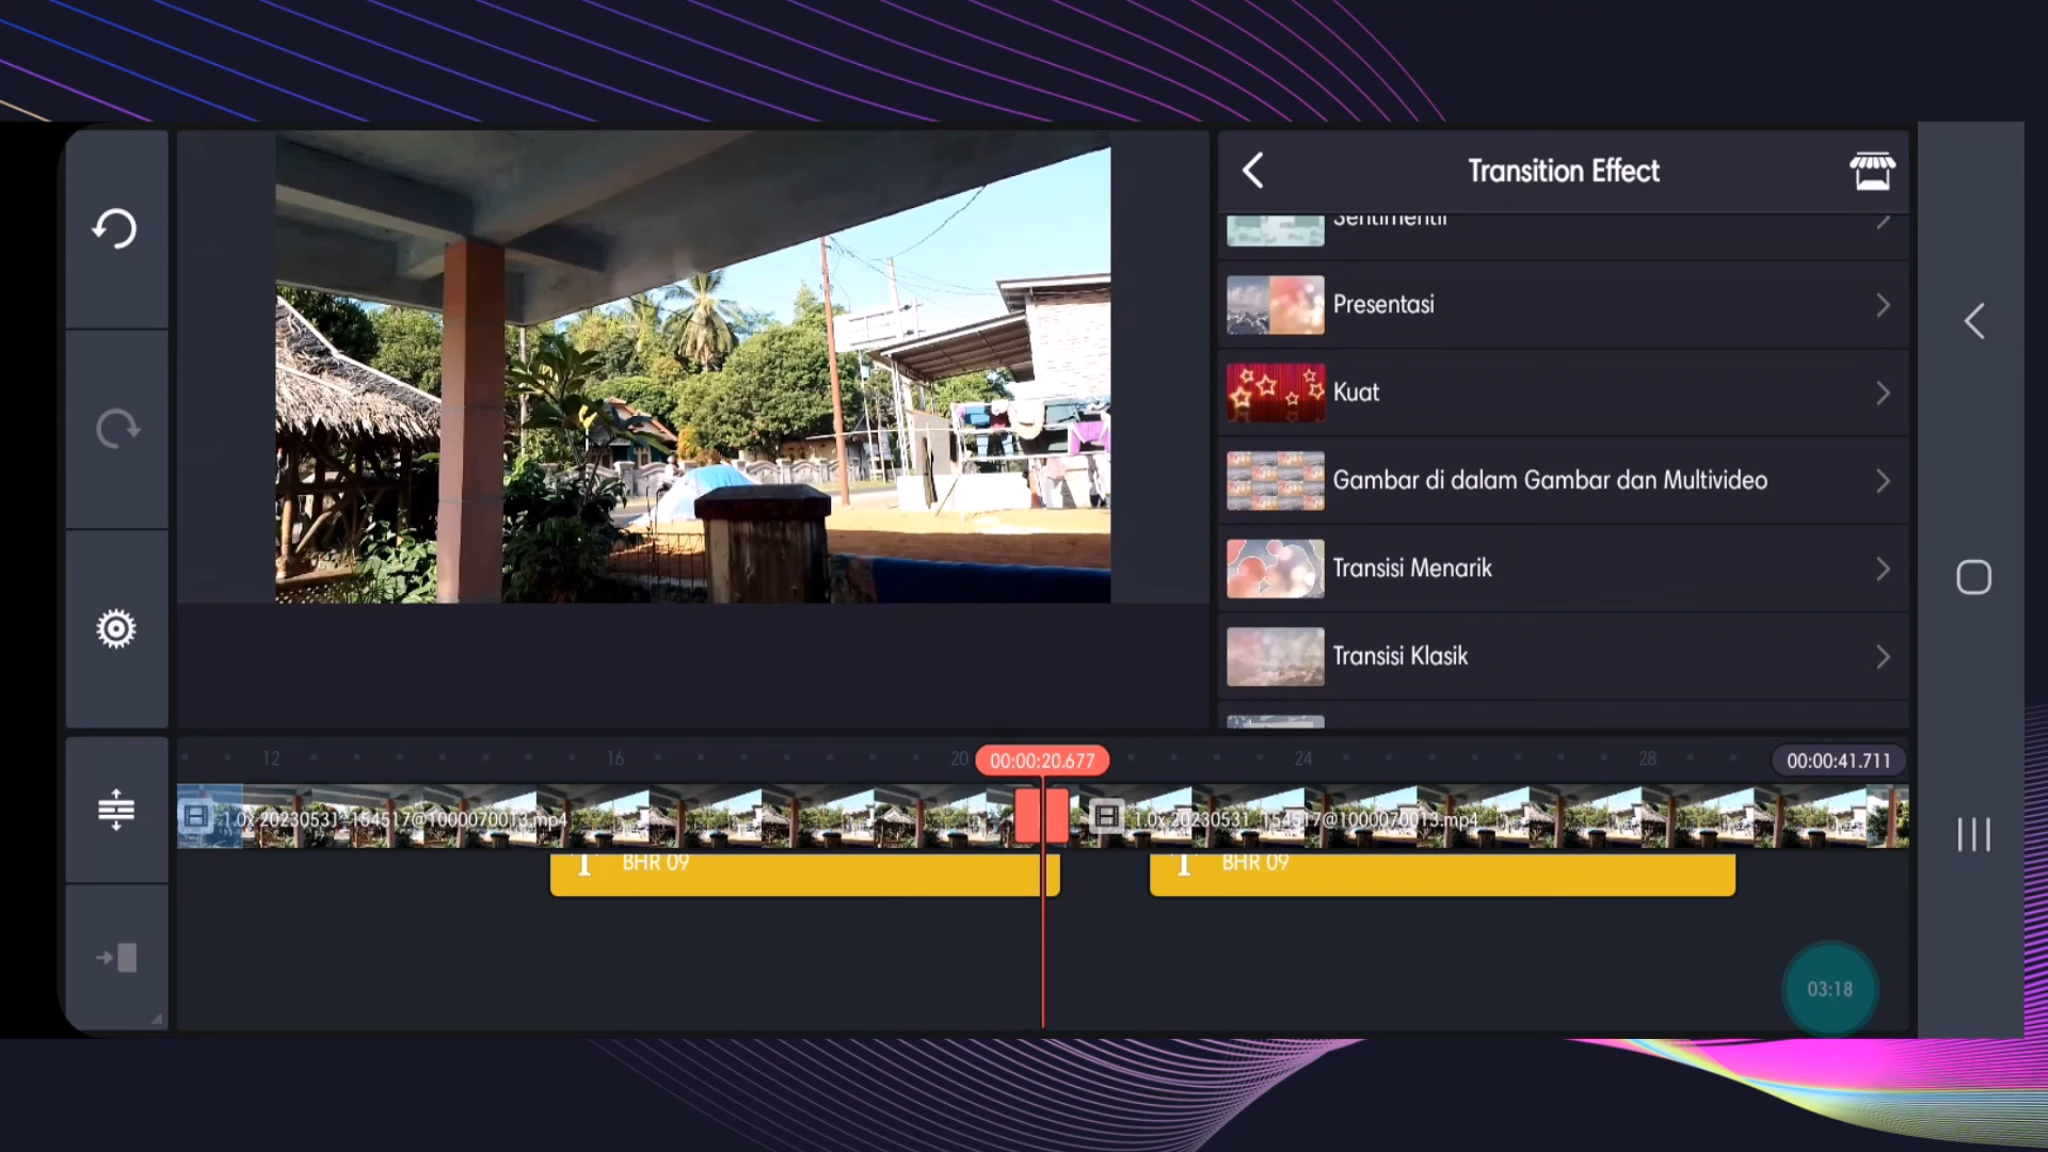 Transition Effect
Sentimentil
Presentasi
Kuat
Gambar di dalam Gambar dan Multivideo
Transisi Menarik
Transisi Klasik
12
16
20
00:00:20.677
24
28
00:00:41.711
1.0x 20230531_154517@1000070013.mp4
1.0x 20230531_154517@1000070013.mp4
T BHR 09
T BHR 09
03:18